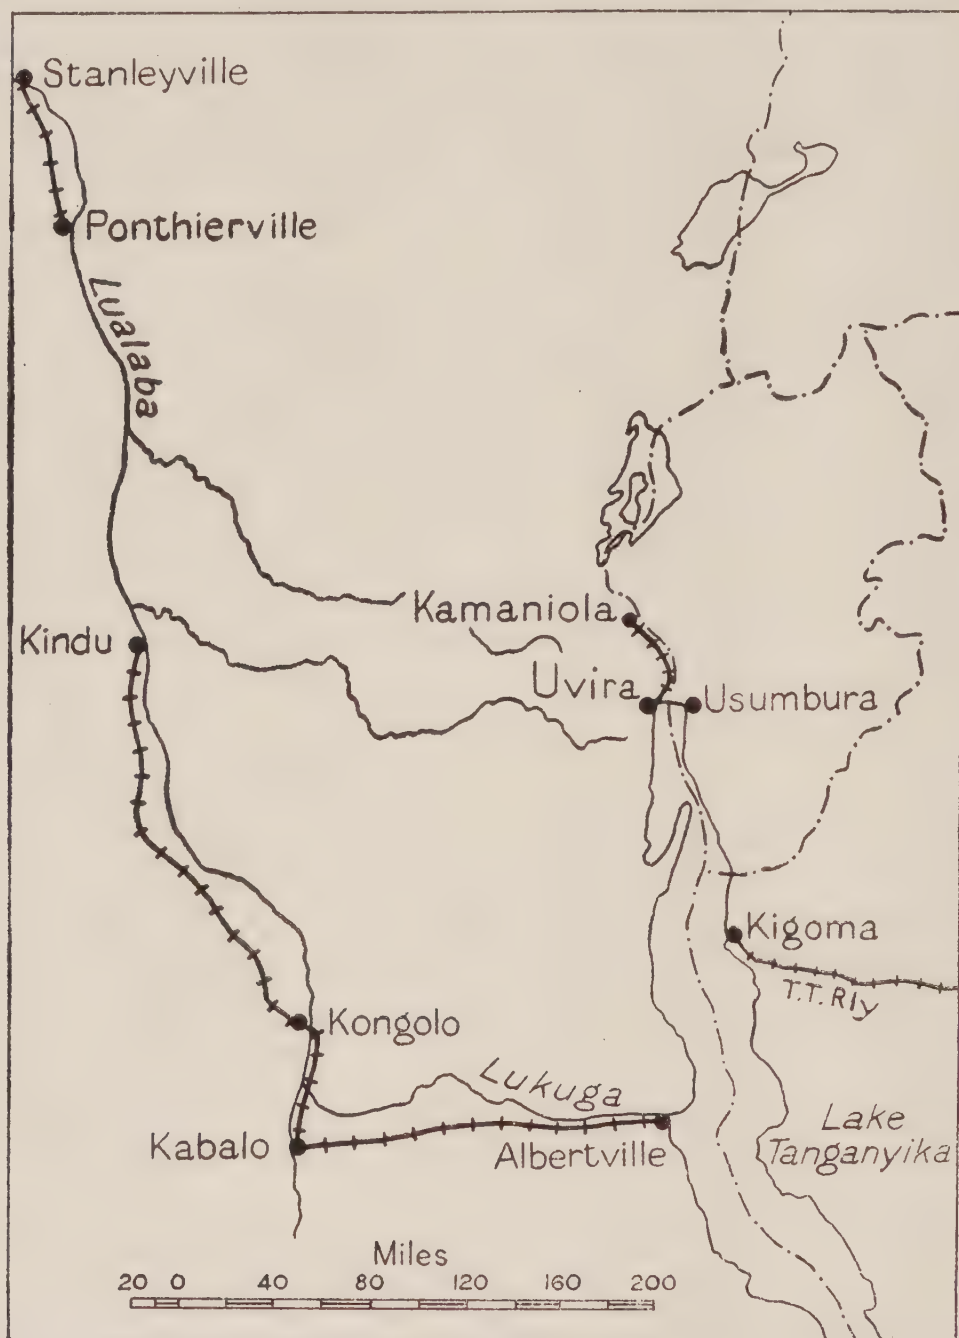 Stanleyville
Ponthierville
Lualaba
Kamaniola
Kindu
Uvira
Usumbura
Kigoma
T.T. Rly
Kongolo
Lukuga
Lake
Tanganyika
Kabalo
Albertville
Miles
20 0 40 80 120 160 200